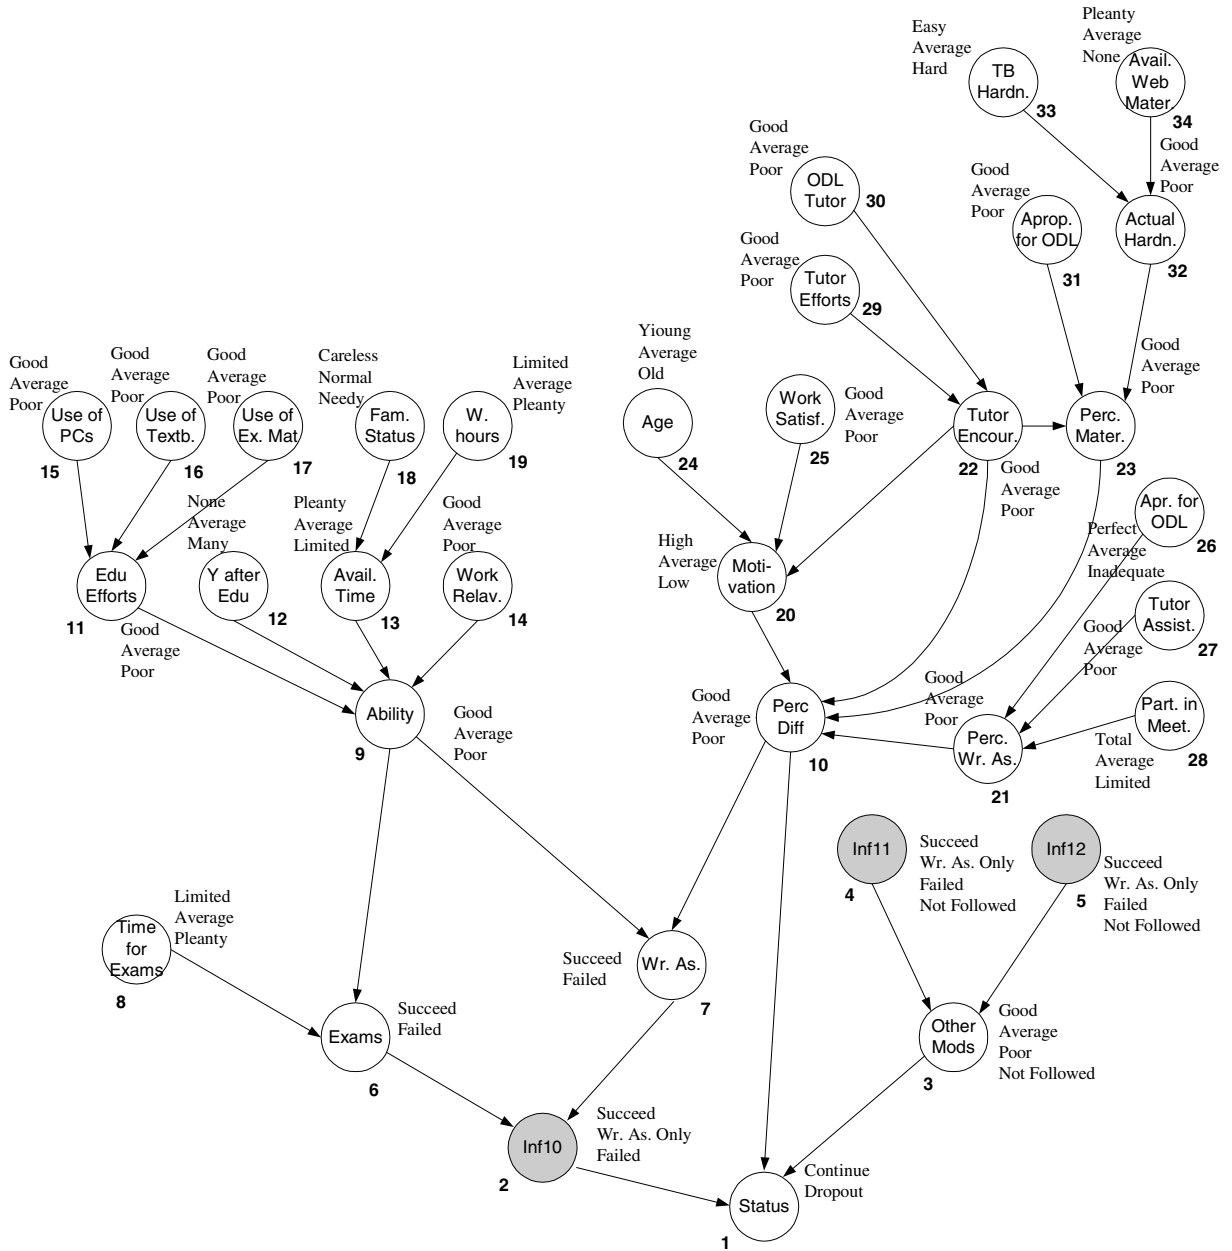 Easy
Average
Hard
TB
Hardn.
33
Pleanty
Average
None
Avail.
Web
Mater.
34
Good
Average
Poor
ODL
Tutor
30
Good
Average
Poor
Aprop.
for ODL
31
Good
Average
Poor
Actual
Hardn.
32
Good
Average
Poor
Tutor
Efforts
29
Good
Average
Poor
Yioung
Average
Old
Age
24
Work
Satisf.
25
Good
Average
Poor
Tutor
Encour.
22
Good
Average
Poor
Perc.
Mater.
23
Good
Average
Poor
Use of
PCs
15
Good
Average
Poor
Use of
Textb.
16
Good
Average
Poor
Use of
Ex. Mat
17
Careless
Normal
Needy
Fam.
Status
18
Limited
Average
Pleanty
W.
hours
19
None
Average
Many
Y after
Edu
12
Pleanty
Average
Limited
Avail.
Time
13
Good
Average
Poor
Work
Relav.
14
Edu
Efforts
11
Good
Average
Poor
High
Average
Low
Moti-
vation
20
Apr. for
ODL
26
Perfect
Average
Inadequate
Tutor
Assist.
27
Good
Average
Poor
Part. in
Meet.
28
Total
Average
Limited
Good
Average
Poor
Perc.
Wr. As.
21
Good
Average
Poor
Perc
Diff
10
Ability
9
Good
Average
Poor
Inf11
4
Succeed
Wr. As. Only
Failed
Not Followed
Inf12
5
Succeed
Wr. As. Only
Failed
Not Followed
Limited
Average
Pleanty
Time
for
Exams
8
Succeed
Failed
Wr. As.
7
Exams
6
Succeed
Failed
Other
Mods
3
Good
Average
Poor
Not Followed
Inf10
2
Succeed
Wr. As. Only
Failed
Continue
Dropout
Status
1